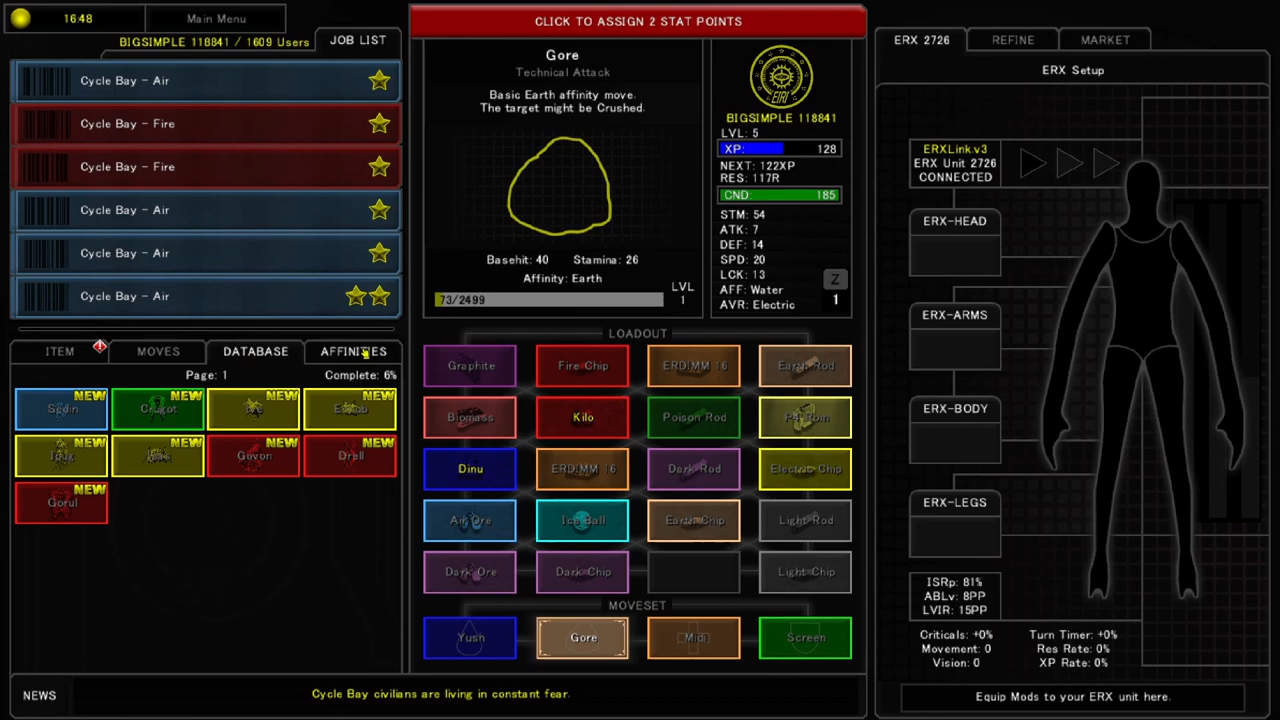 16:48
Main Menu
BIGSIMPLE 118841 / 1609 Users
JOB LIST
Cycle Bay - Air
Cycle Bay - Fire
Cycle Bay - Fire
Cycle Bay - Air
Cycle Bay - Air
Cycle Bay - Air
ITEM
MOVES
DATABASE
AFFINITIES
Page: 1
Complete: 6%
NEW
NEW
NEW
NEW
NEW
NEW
Govon NEW
Drell NEW
Gorul NEW
CLICK TO ASSIGN 2 STAT POINTS
Gore
Technical Attack
Basic Earth affinity move.
The target might be Crushed.
Basehit: 40
Stamina: 26
Affinity: Earth
73/2499
LVL
1
EIRI
BIGSIMPLE 118841
LVL: 5
XP: 128
NEXT: 122XP
RES: 117R
CND: 185
STM: 54
ATK: 7
DEF: 14
SPD: 20
LCK: 13
AFF: Water
AVR: Electric
Z
1
LOADOUT
Graphite
Fire Chip
ERDIMM 16
Earth Rod
Biomass
Kilo
Poison Rod
Dinu
ERDIMM 16
Dark Rod
Electric Chip
Air Ore
Ice Ball
Earth Chip
Light Rod
Dark Ore
Dark Chip
Light Chip
MOVESET
Yush
Gore
Midi
Screen
ERX 2726
REFINE
MARKET
ERX Setup
ERXLink.v3
ERX Unit 2726
CONNECTED
ERX-HEAD
ERX-ARMS
ERX-BODY
ERX-LEGS
ISRp: 81%
ABLv: 8PP
LVIR: 15PP
Criticals: +0%
Turn Timer: +0%
Movement: 0
Res Rate: 0%
Vision: 0
XP Rate: 0%
Equip Mods to your ERX unit here.
NEWS
Cycle Bay civilians are living in constant fear.